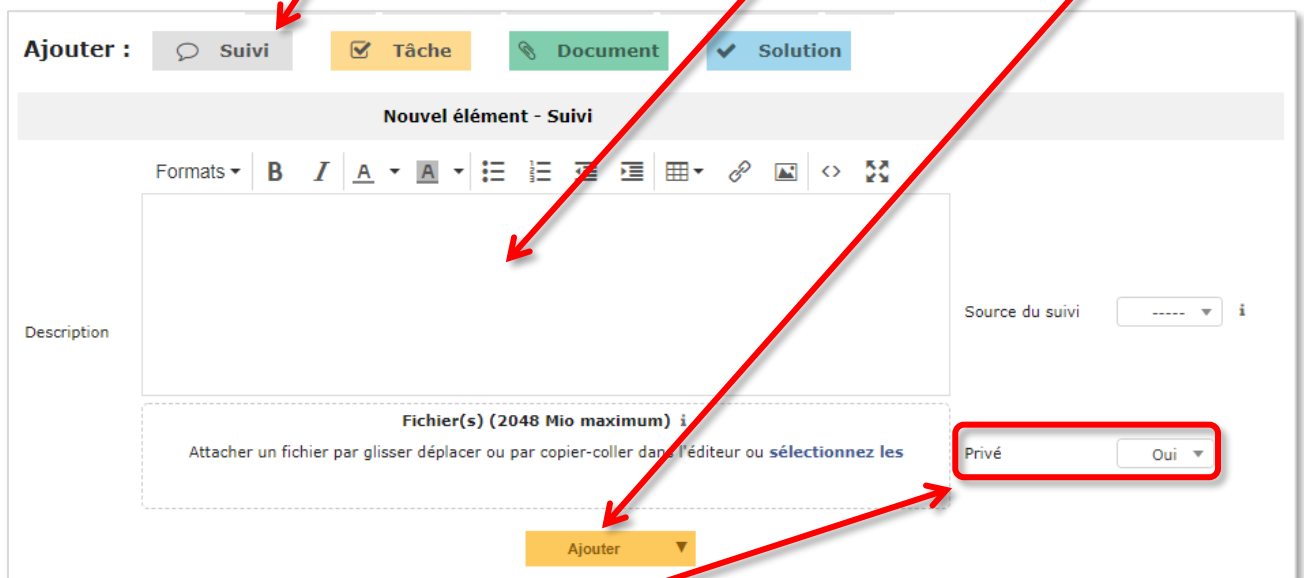 Ajouter : Suivi Tâche Document Solution
Nouvel élément - Suivi
Formats B I A A
Description
Source du suivi ----- i
Fichier(s) (2048 Mio maximum) i
Attacher un fichier par glisser déplacer ou par copier-coller dans l'éditeur ou sélectionnez les
Privé Oui
Ajouter